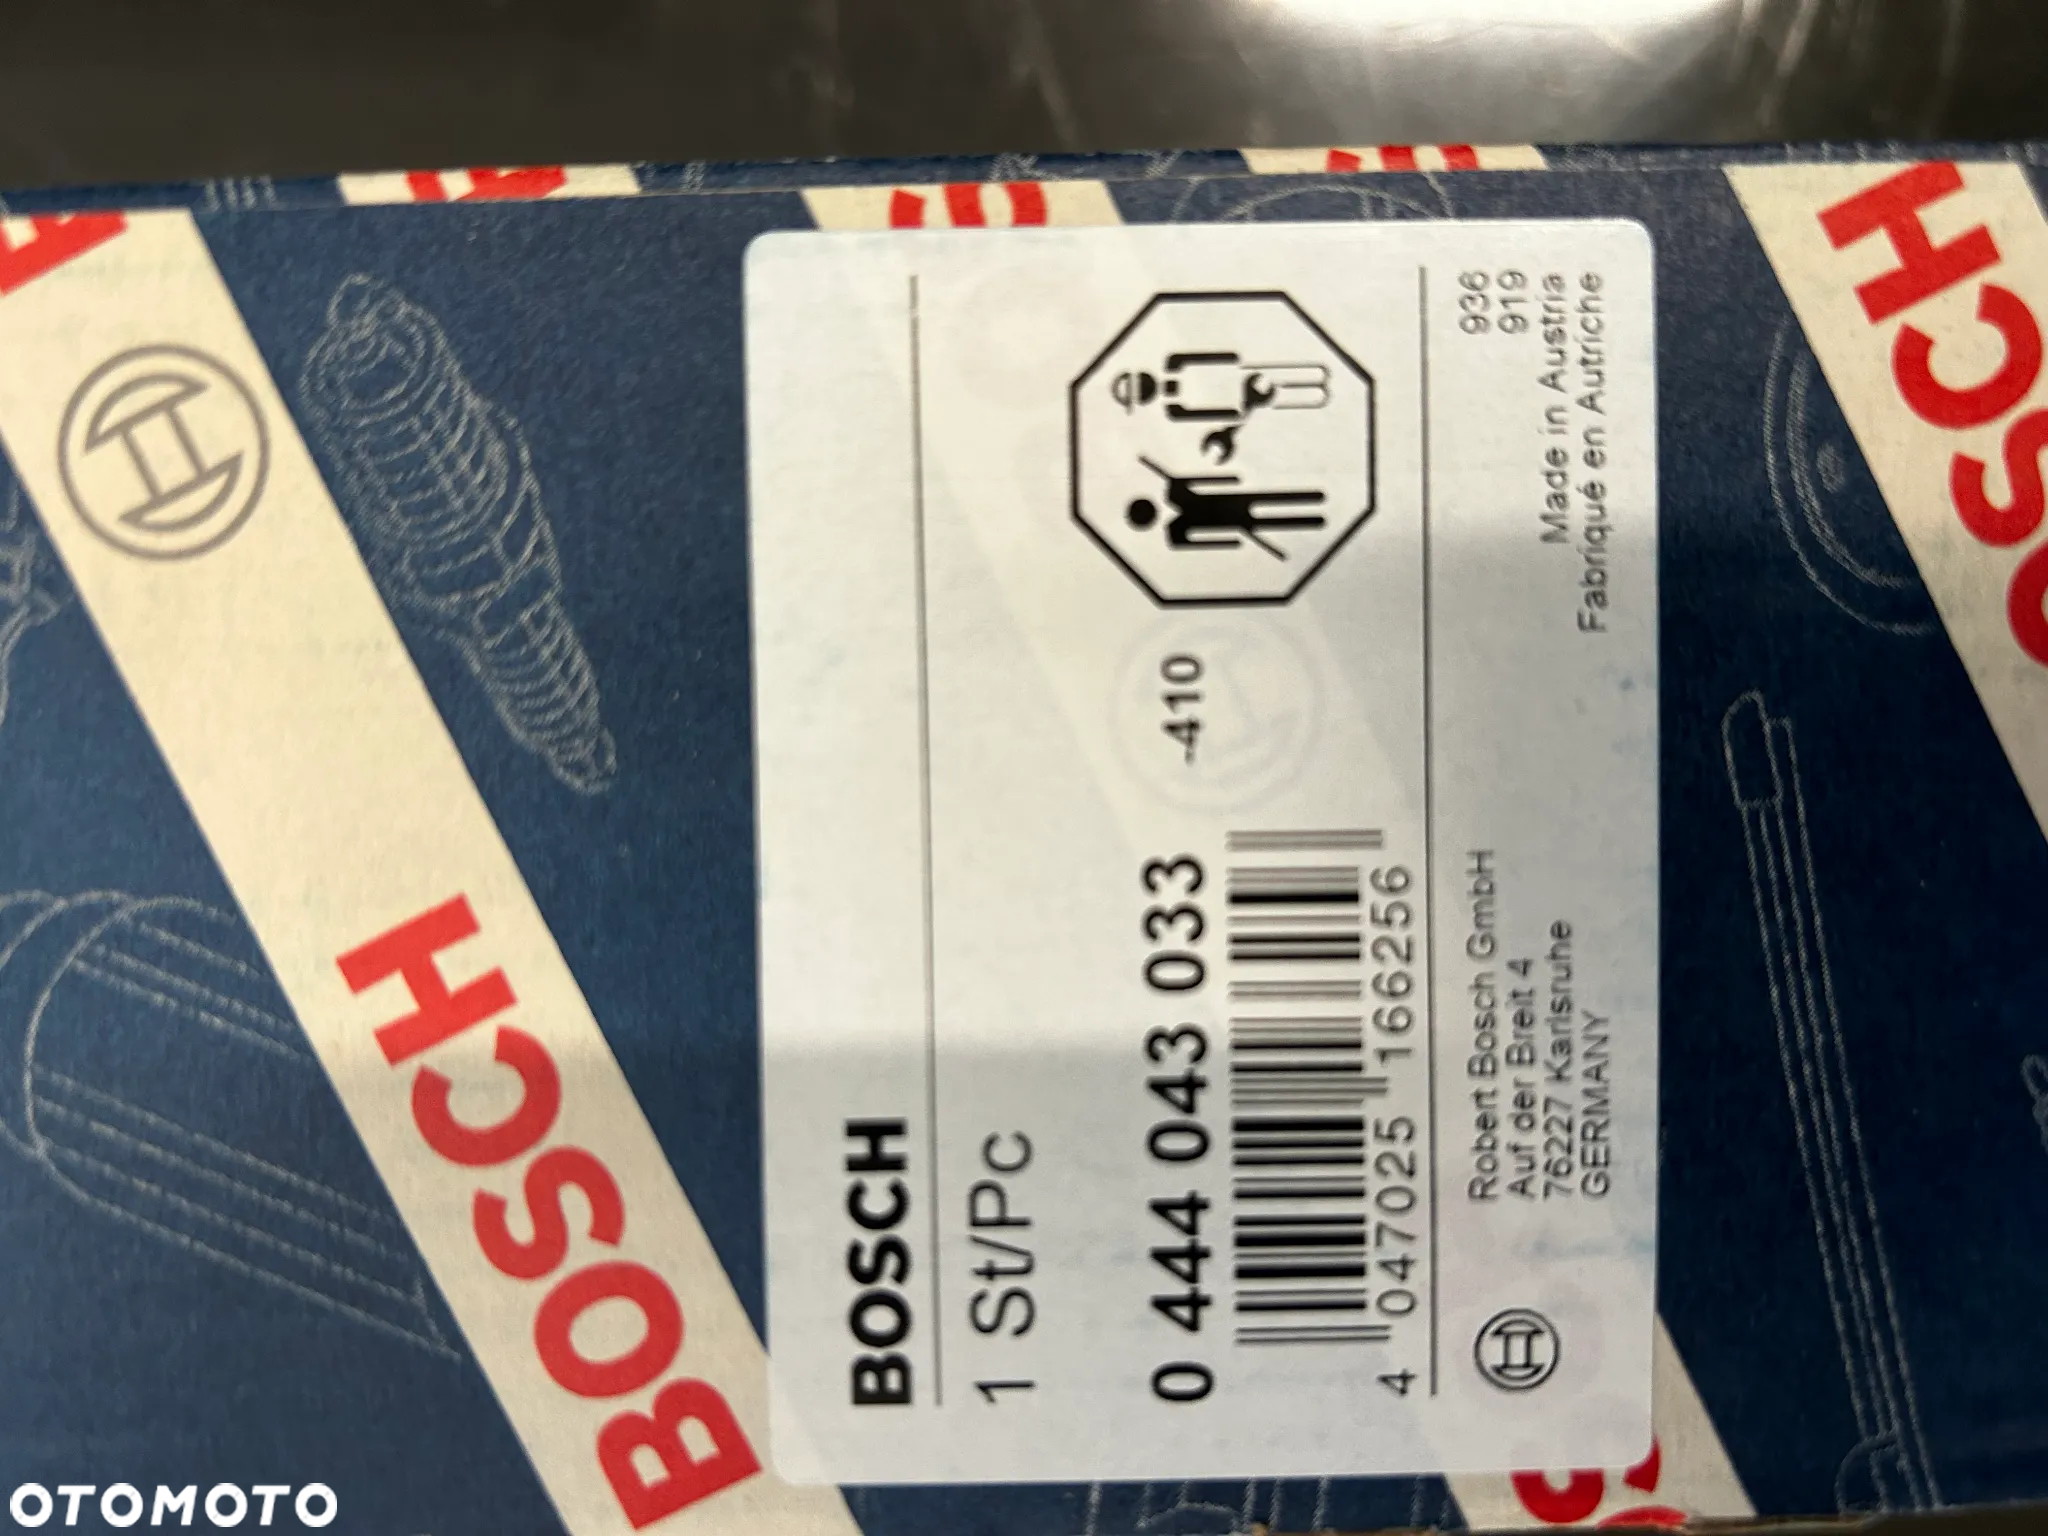 BOSCH
1 St/Pc
0 444 043 033
-410
4 047025 166256
Robert Bosch GmbH
Auf der Breit 4
76227 Karlsruhe
GERMANY
936
919
Made in Austria
Fabriqué en Autriche
BOSCH
BOSCH
OTOMOTO